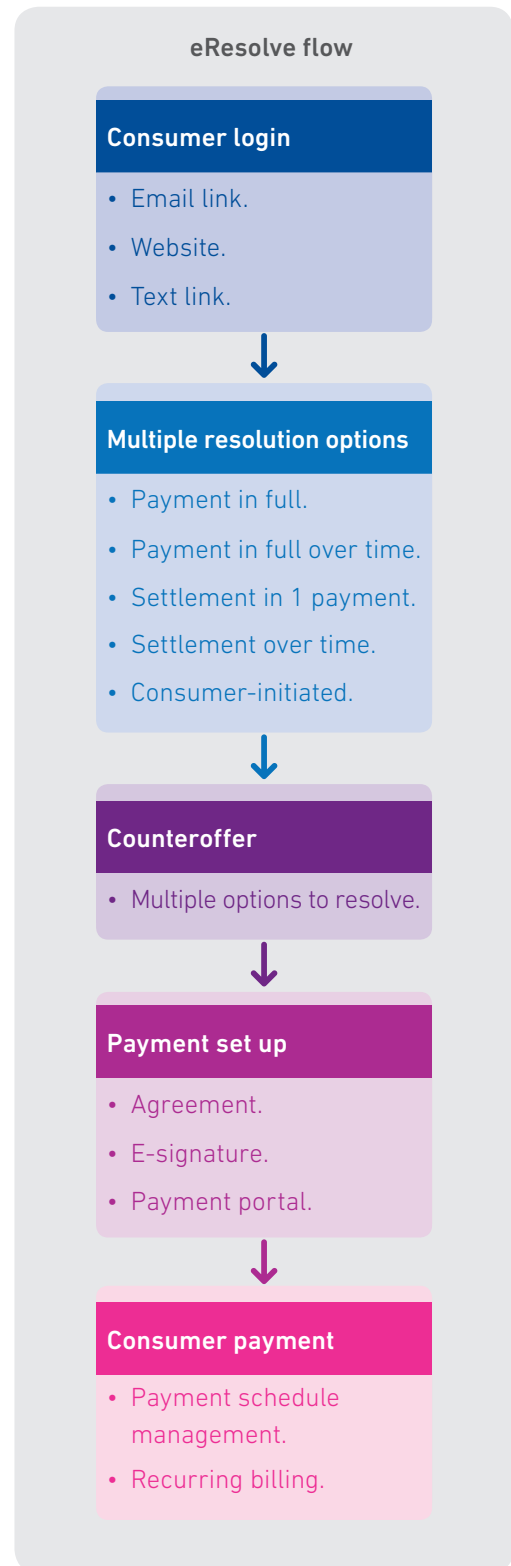 eResolve flow
Consumer login
• Email link.
• Website.
• Text link.
Multiple resolution options
• Payment in full.
• Payment in full over time.
• Settlement in 1 payment.
• Settlement over time.
• Consumer-initiated.
Counteroffer
• Multiple options to resolve.
Payment set up
• Agreement.
• E-signature.
• Payment portal.
Consumer payment
• Payment schedule
management.
• Recurring billing.